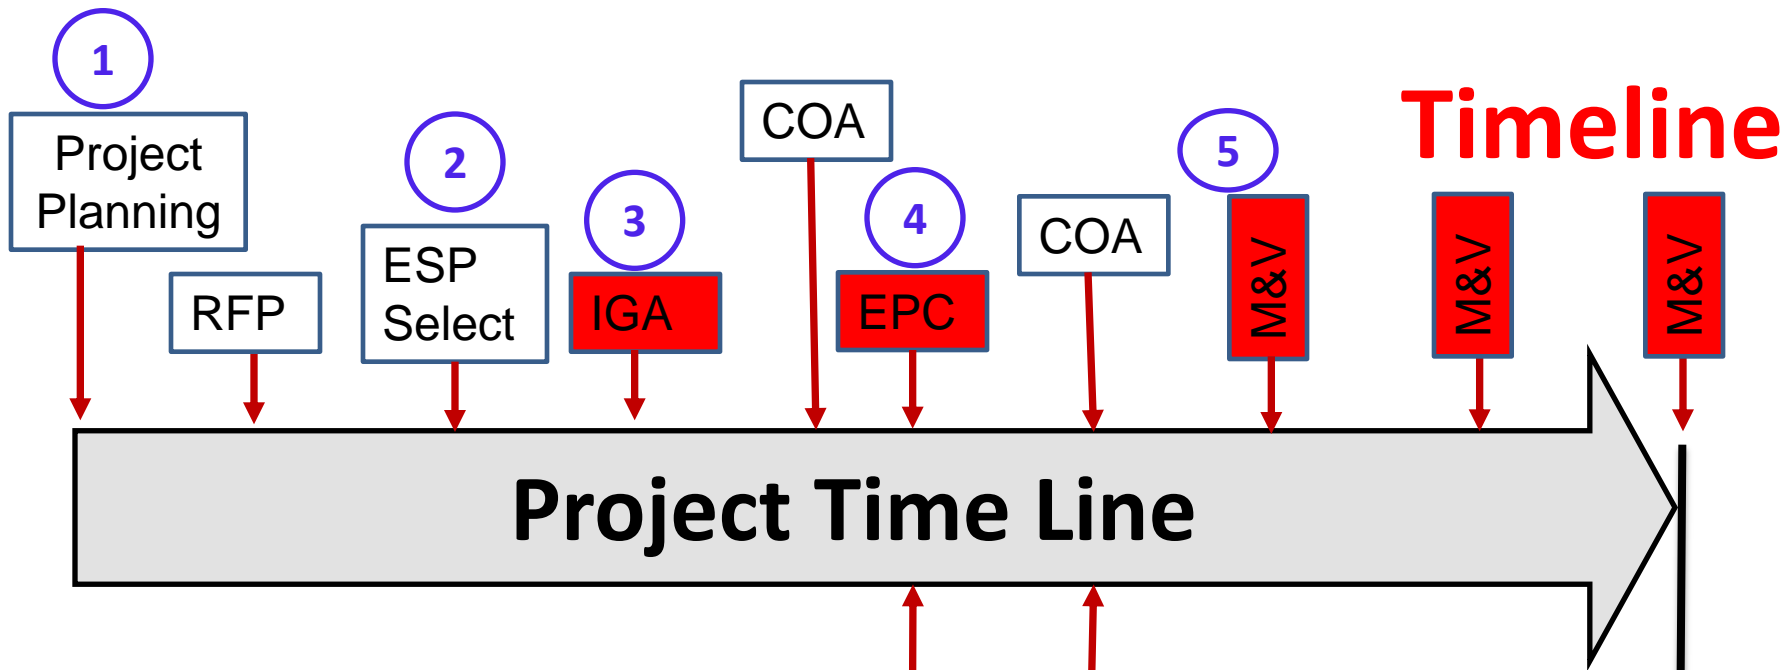 1
Project
Planning
RFP
2
ESP
Select
3
IGA
COA
4
EPC
COA
5
M&V
Timeline
M&V
M&V
Project Time Line